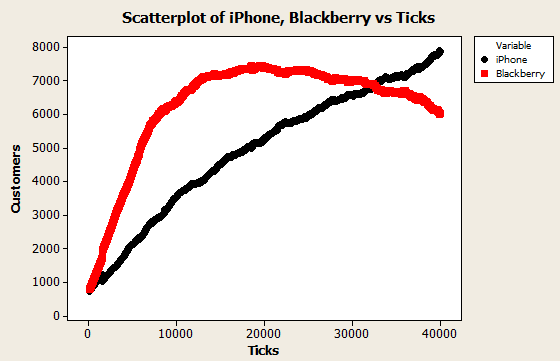 Scatterplot of iPhone, Blackberry vs Ticks
Variable
iPhone
Blackberry
8000
7000
6000
5000
4000
3000
2000
1000
0
Customers
0 10000 20000 30000 40000
Ticks